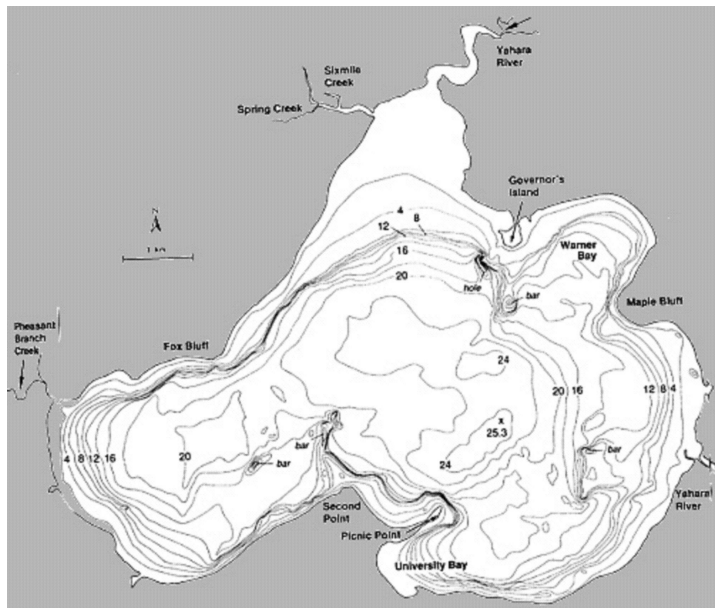 Yahara
River
Sixmile
Creek
Spring Creek
Governor's
Island
N
1 km
4
8
12
16
20
Warner
Bay
hole
bar
Maple Bluff
Pheasant
Branch
Creek
Fox Bluff
24
20 16
12 8 4
x
25.3
4 8 12 16
20
bar
bar
24
bar
Second
Point
Picnic Point
Yahara
River
University Bay